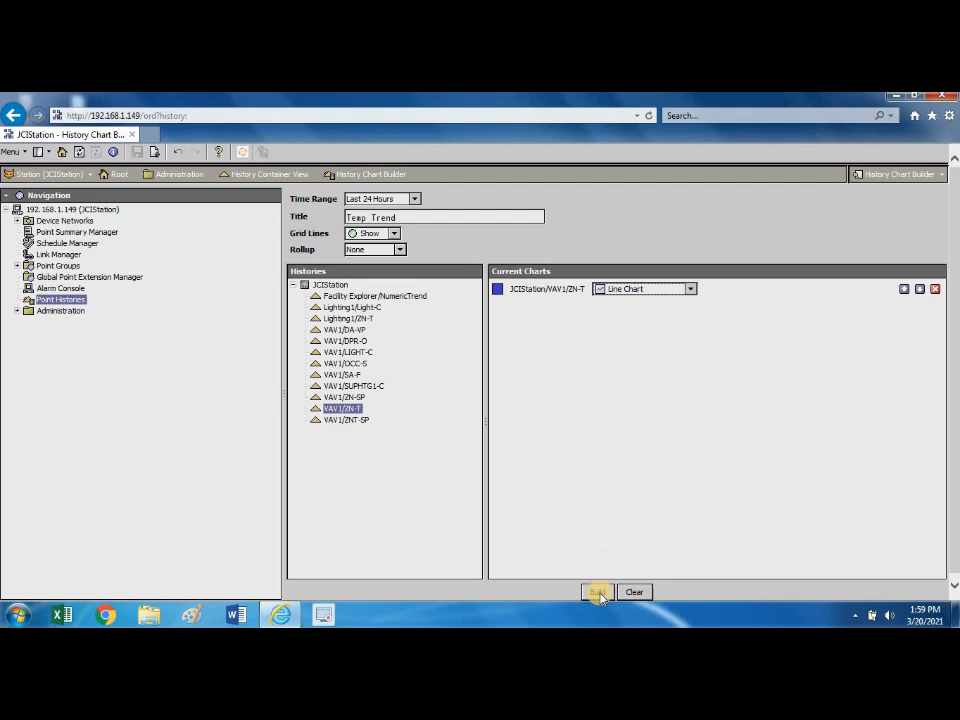 http://192.168.1.149/ord?history:
Search...
JCIStation - History Chart B...
Menu
Station (JCIStation)
Root
Administration
History Container View
History Chart Builder
History Chart Builder
Navigation
192.168.1.149 (JCIStation)
Device Networks
Point Summary Manager
Schedule Manager
Link Manager
Point Groups
Global Point Extension Manager
Alarm Console
Point Histories
Administration
Time Range Last 24 Hours
Title Temp Trend
Grid Lines Show
Rollup None
Histories
JCIStation
Facility Explorer/NumericTrend
Lighting1/Light-C
Lighting1/ZN-T
VAV1/DA-VP
VAV1/DPR-O
VAV1/LIGHT-C
VAV1/OCC-S
VAV1/SA-F
VAV1/SUPHTG1-C
VAV1/ZN-SP
VAV1/ZN-T
VAV1/ZNT-SP
Current Charts
JCIStation/VAV1/ZN-T Line Chart
Build Clear
1:59 PM
3/20/2021